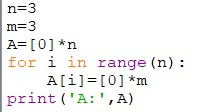 n=3
m=3
A=[0]*n
for i in range(n):
    A[i]=[0]*m
print('A:',A)